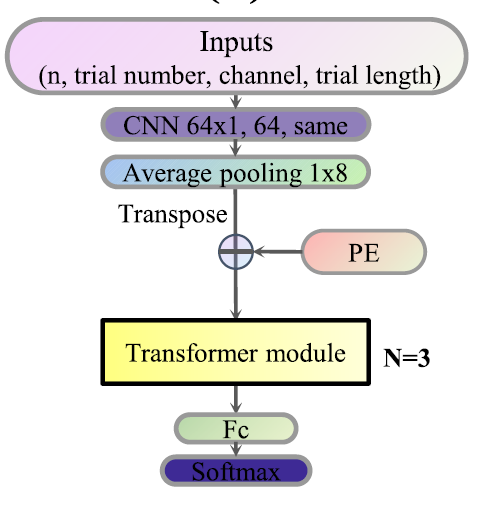 Inputs
(n, trial number, channel, trial length)
CNN 64x1, 64, same
Average pooling 1x8
Transpose
PE
Transformer module
N=3
Fc
Softmax